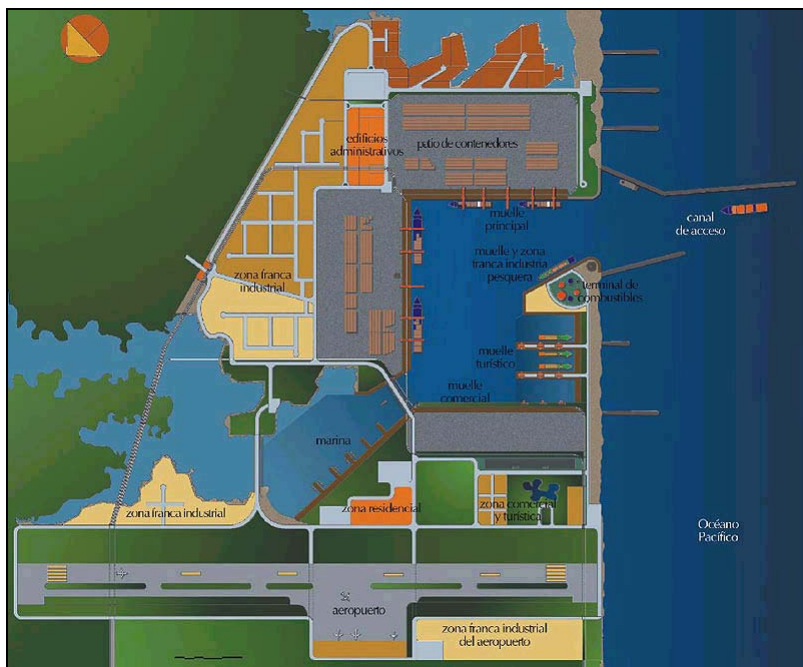 edificios
administrativos
patio de contenedores
muelle
principal
canal
de acceso
muelle y zona
franca industria
pesquera
zona franca
industrial
terminal de
combustibles
muelle
turístico
muelle
comercial
marina
zona franca industrial
zona residencial
zona comercial
y turística
Océano
Pacífico
aeropuerto
zona franca industrial
del aeropuerto